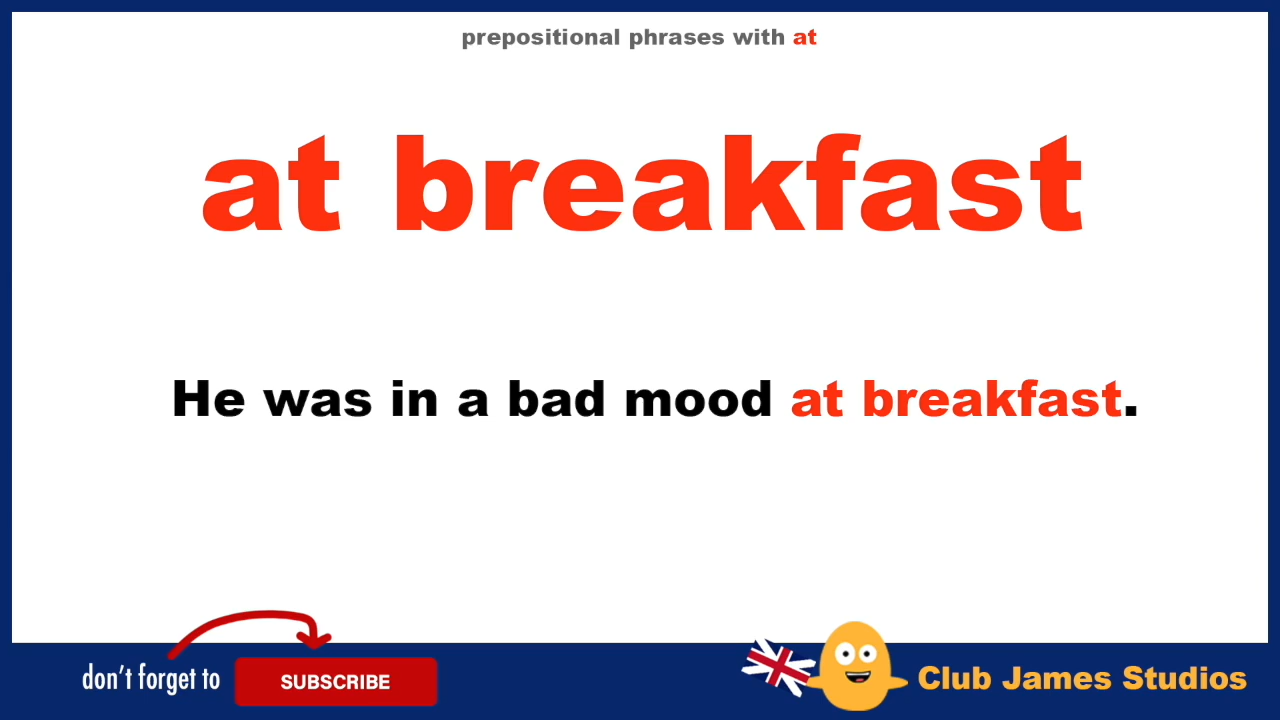 prepositional phrases with at
at breakfast
He was in a bad mood at breakfast.
don't forget to
SUBSCRIBE
Club James Studios